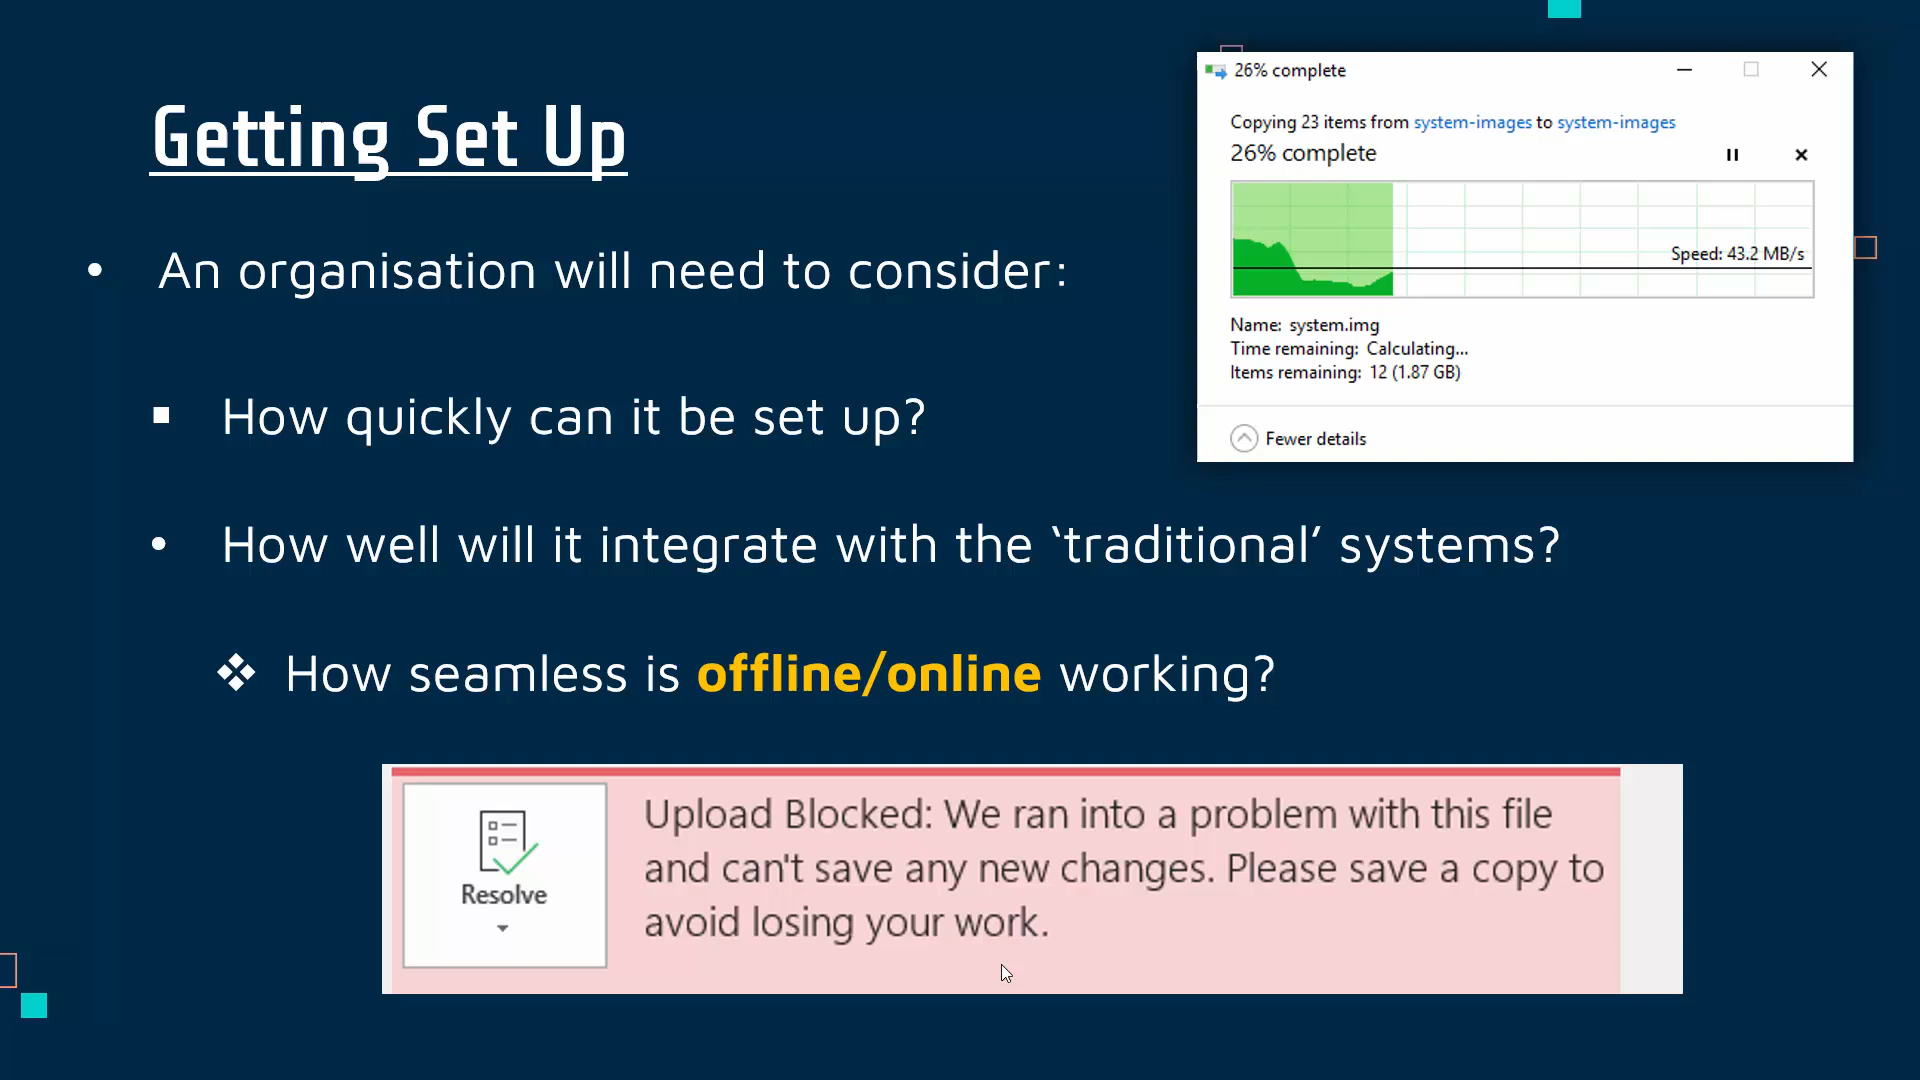 Getting Set Up
• An organisation will need to consider:
▪ How quickly can it be set up?
• How well will it integrate with the ‘traditional’ systems?
❖ How seamless is offline/online working?
26% complete
Copying 23 items from system-images to system-images
26% complete
Speed: 43.2 MB/s
Name: system.img
Time remaining: Calculating...
Items remaining: 12 (1.87 GB)
Fewer details
Resolve
Upload Blocked: We ran into a problem with this file
and can't save any new changes. Please save a copy to
avoid losing your work.